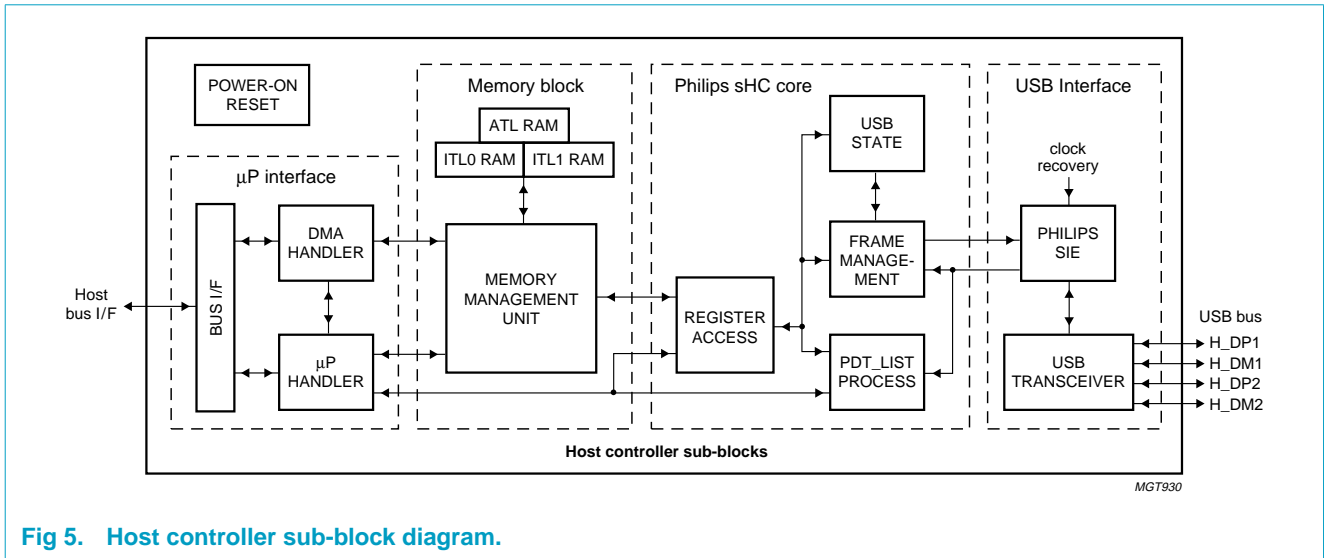 POWER-ON
RESET
Memory block
ATL RAM
ITL0 RAM
ITL1 RAM
Philips sHC core
USB
STATE
USB Interface
clock
recovery
µP interface
DMA
HANDLER
MEMORY
MANAGEMENT
UNIT
FRAME
MANAGE-
MENT
PHILIPS
SIE
Host
bus I/F
BUS I/F
REGISTER
ACCESS
µP
HANDLER
PDT_LIST
PROCESS
USB
TRANSCEIVER
USB bus
H_DP1
H_DM1
H_DP2
H_DM2
Host controller sub-blocks
MGT930
Fig 5. Host controller sub-block diagram.